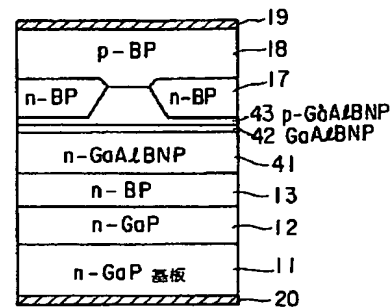 19
p-BP 18
n-BP n-BP 17
43 p-GaAlBNP
42 GaAlBNP
n-GaAlBNP 41
n-BP 13
n-GaP 12
n-GaP 基板 11
20